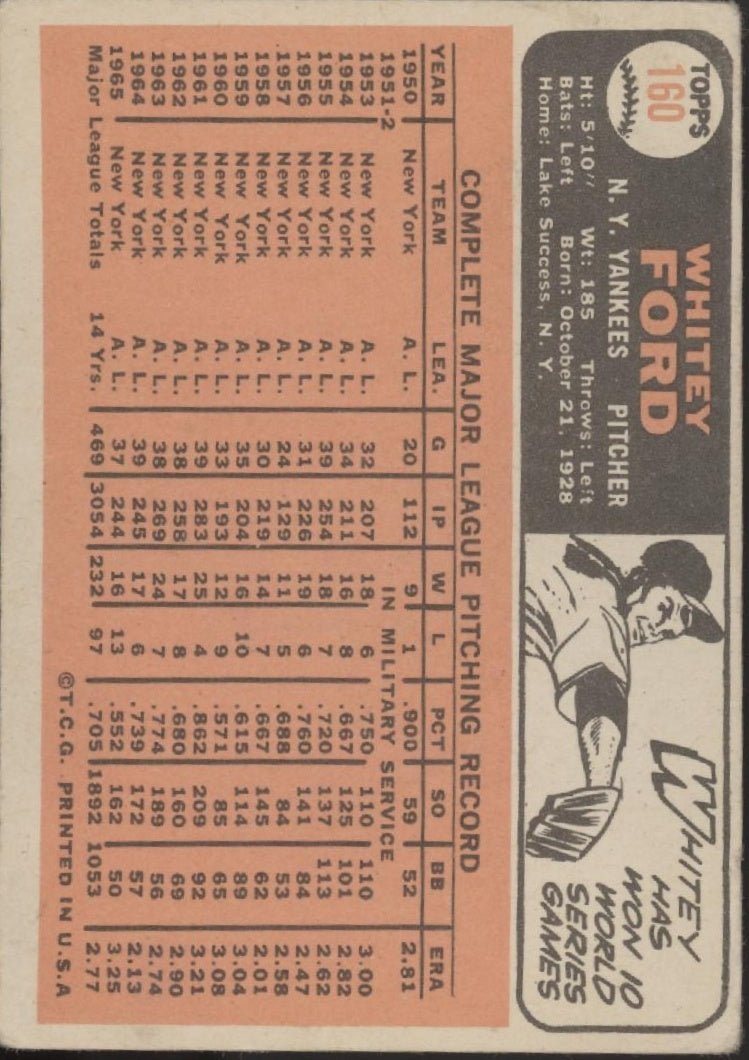 TOPPS
160
WHITEY
FORD
N. Y. YANKEES PITCHER
Ht: 5'10" Wt: 185 Throws: Left
Bats: Left Born: October 21, 1928
Home: Lake Success, N. Y.
WHITEY
HAS
WON 10
WORLD
SERIES
GAMES
COMPLETE MAJOR LEAGUE PITCHING RECORD
YEAR TEAM LEA. G IP W L PCT SO BB ERA
1950 New York A. L. 20 112 9 1 .900 59 52 2.81
1951-2 IN MILITARY SERVICE
1953 New York A. L. 32 207 18 6 .750 110 110 3.00
1954 New York A. L. 34 211 16 8 .667 125 101 2.82
1955 New York A. L. 39 254 18 7 .720 137 113 2.62
1956 New York A. L. 31 226 19 6 .760 141 84 2.47
1957 New York A. L. 24 129 11 5 .688 84 53 2.58
1958 New York A. L. 30 219 14 7 .667 145 62 2.01
1959 New York A. L. 35 204 16 10 .615 114 89 3.04
1960 New York A. L. 33 193 12 9 .571 85 65 3.08
1961 New York A. L. 39 283 25 4 .862 209 92 3.21
1962 New York A. L. 38 258 17 8 .680 160 69 2.90
1963 New York A. L. 38 269 24 7 .774 189 56 2.74
1964 New York A. L. 39 245 17 6 .739 172 57 2.13
1965 New York A. L. 37 244 16 13 .552 162 50 3.25
Major League Totals 14 Yrs. 469 3054 232 97 .705 1892 1053 2.77
©T.C.G. PRINTED IN U.S.A